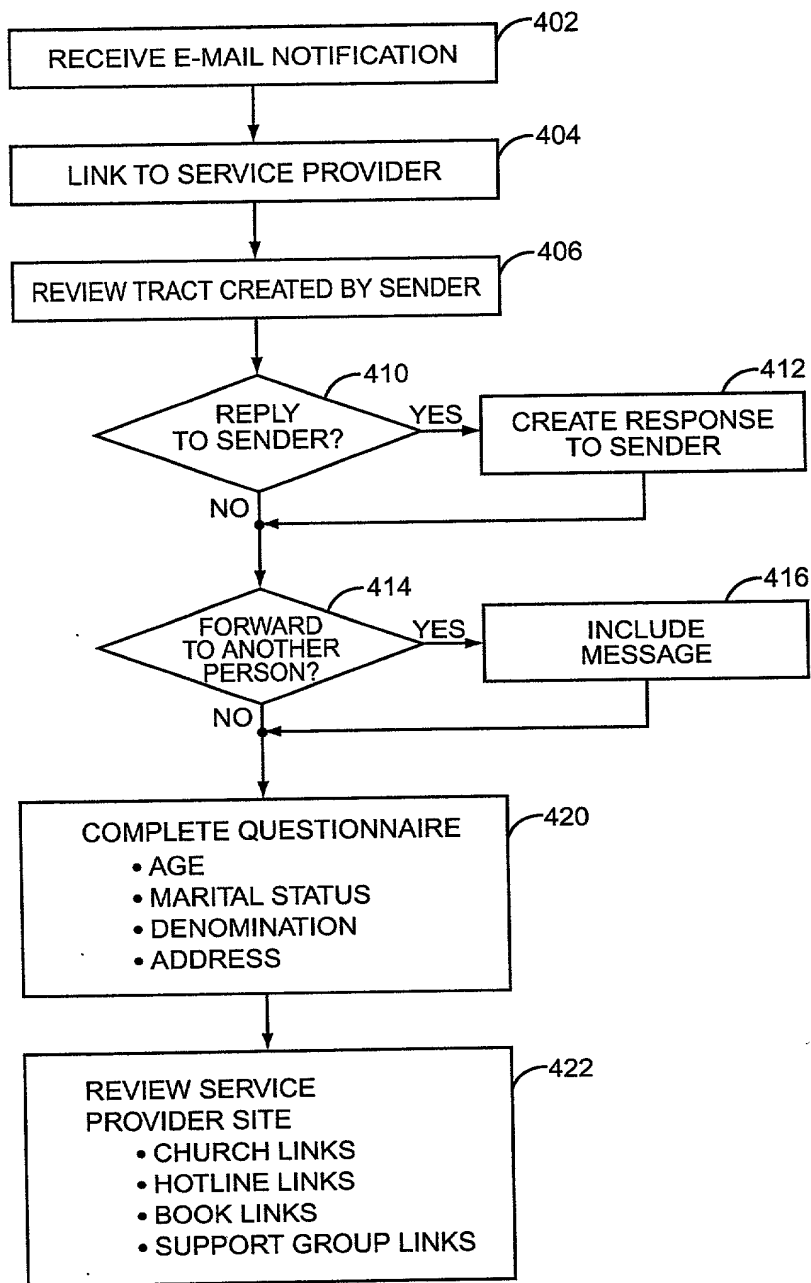 402
RECEIVE E-MAIL NOTIFICATION
404
LINK TO SERVICE PROVIDER
406
REVIEW TRACT CREATED BY SENDER
410
REPLY
TO SENDER?
YES
412
CREATE RESPONSE
TO SENDER
NO
414
FORWARD
TO ANOTHER
PERSON?
YES
416
INCLUDE
MESSAGE
NO
420
COMPLETE QUESTIONNAIRE
• AGE
• MARITAL STATUS
• DENOMINATION
• ADDRESS
422
REVIEW SERVICE
PROVIDER SITE
• CHURCH LINKS
• HOTLINE LINKS
• BOOK LINKS
• SUPPORT GROUP LINKS